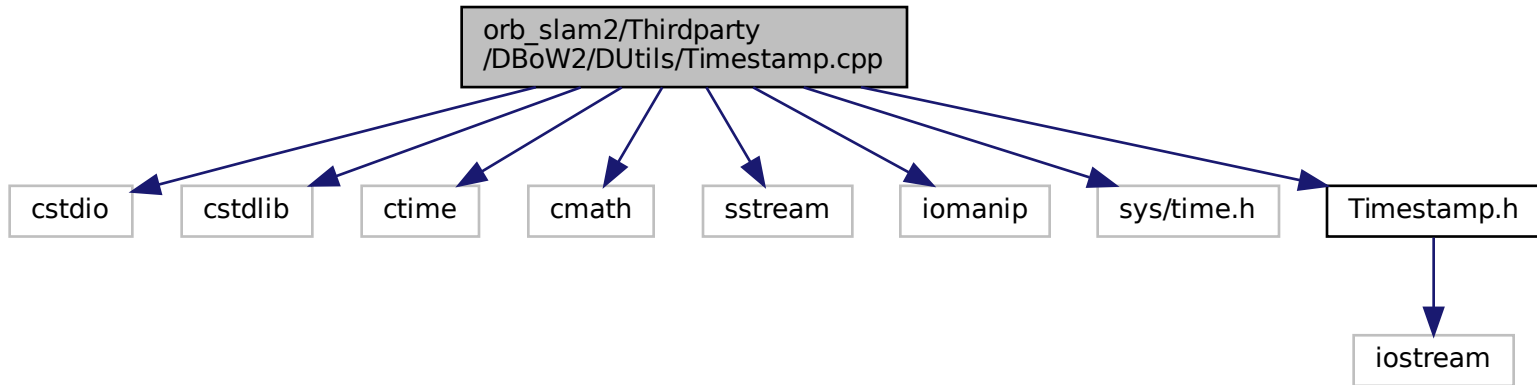 orb_slam2/Thirdparty
/DBoW2/DUtils/Timestamp.cpp
cstdio
cstdlib
ctime
cmath
sstream
iomanip
sys/time.h
Timestamp.h
iostream